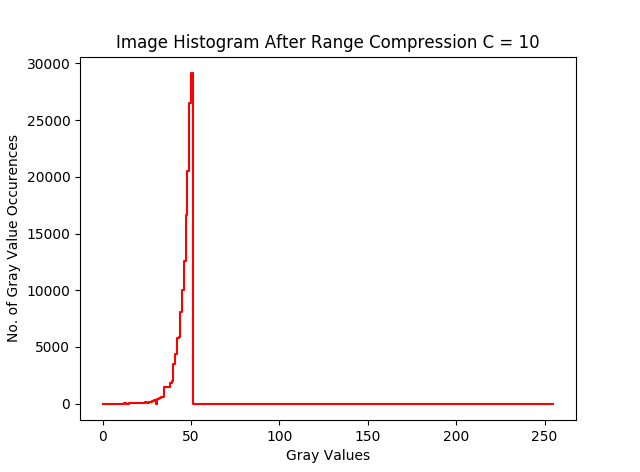 Image Histogram After Range Compression C = 10
30000
25000
20000
15000
10000
5000
0
No. of Gray Value Occurences
0 50 100 150 200 250
Gray Values